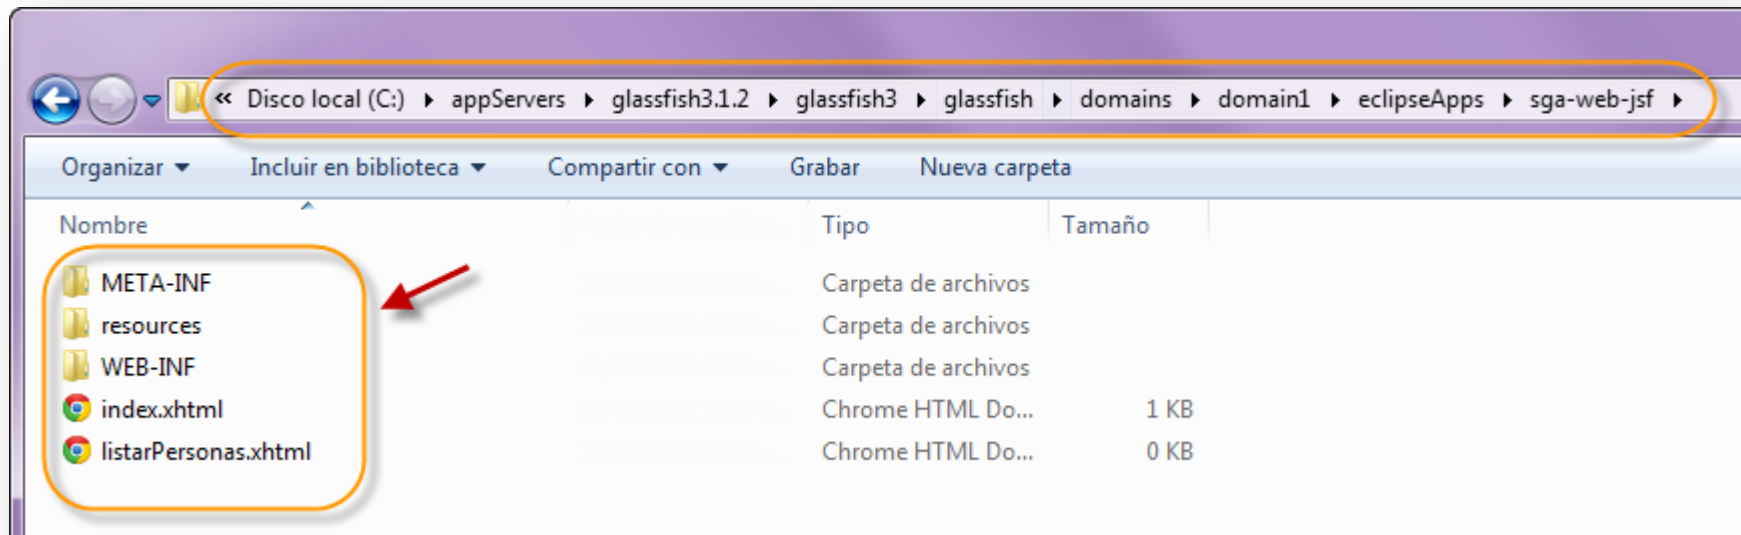 « Disco local (C:) ▸ appServers ▸ glassfish3.1.2 ▸ glassfish3 ▸ glassfish ▸ domains ▸ domain1 ▸ eclipseApps ▸ sga-web-jsf ▸
Organizar Incluir en biblioteca Compartir con Grabar Nueva carpeta
Nombre Tipo Tamaño
META-INF Carpeta de archivos
resources Carpeta de archivos
WEB-INF Carpeta de archivos
index.xhtml Chrome HTML Do... 1 KB
listarPersonas.xhtml Chrome HTML Do... 0 KB